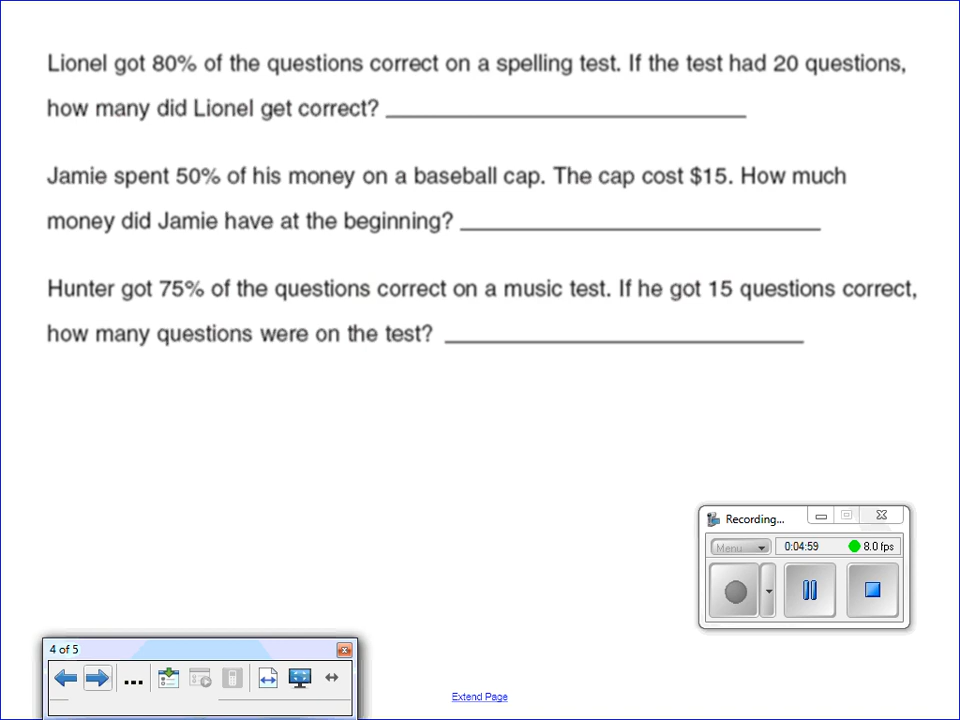 Lionel got 80% of the questions correct on a spelling test. If the test had 20 questions,
how many did Lionel get correct?
Jamie spent 50% of his money on a baseball cap. The cap cost $15. How much
money did Jamie have at the beginning?
Hunter got 75% of the questions correct on a music test. If he got 15 questions correct,
how many questions were on the test?
Recording...
Menu
0:04:59
8.0 fps
4 of 5
...
Extend Page